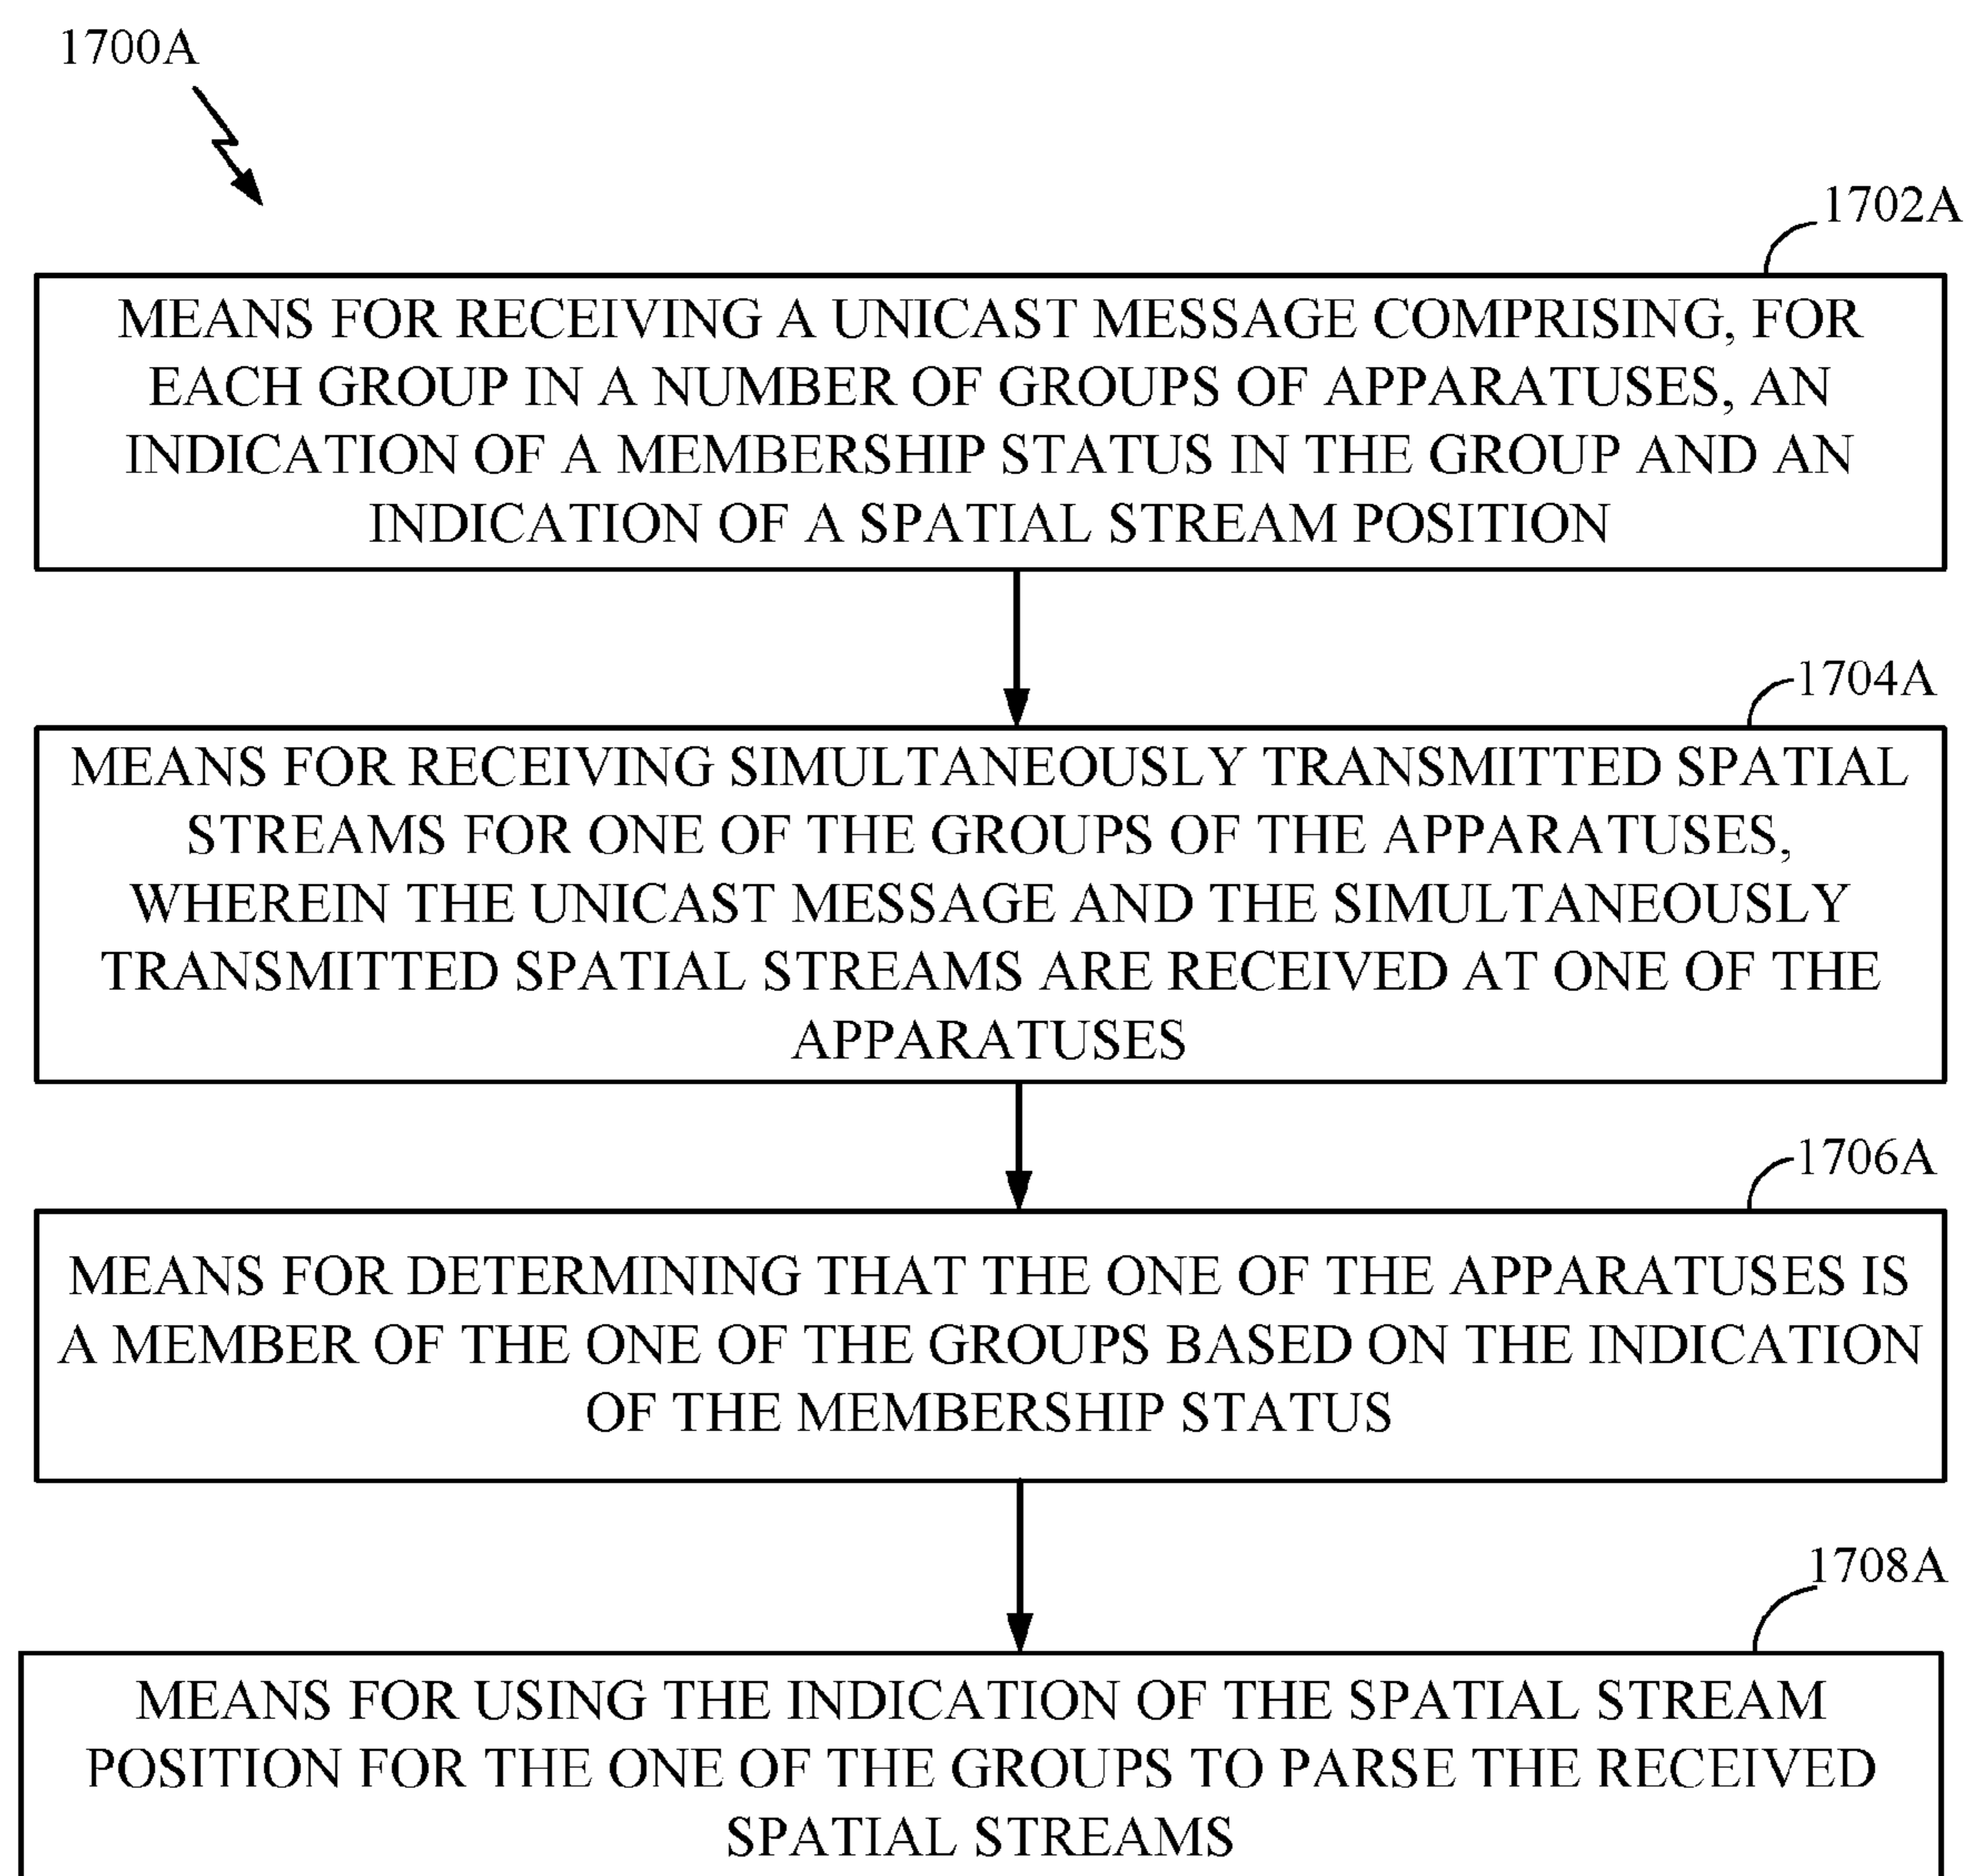 1700A
1702A
MEANS FOR RECEIVING A UNICAST MESSAGE COMPRISING, FOR
EACH GROUP IN A NUMBER OF GROUPS OF APPARATUSES, AN
INDICATION OF A MEMBERSHIP STATUS IN THE GROUP AND AN
INDICATION OF A SPATIAL STREAM POSITION
1704A
MEANS FOR RECEIVING SIMULTANEOUSLY TRANSMITTED SPATIAL
STREAMS FOR ONE OF THE GROUPS OF THE APPARATUSES,
WHEREIN THE UNICAST MESSAGE AND THE SIMULTANEOUSLY
TRANSMITTED SPATIAL STREAMS ARE RECEIVED AT ONE OF THE
APPARATUSES
1706A
MEANS FOR DETERMINING THAT THE ONE OF THE APPARATUSES IS
A MEMBER OF THE ONE OF THE GROUPS BASED ON THE INDICATION
OF THE MEMBERSHIP STATUS
1708A
MEANS FOR USING THE INDICATION OF THE SPATIAL STREAM
POSITION FOR THE ONE OF THE GROUPS TO PARSE THE RECEIVED
SPATIAL STREAMS